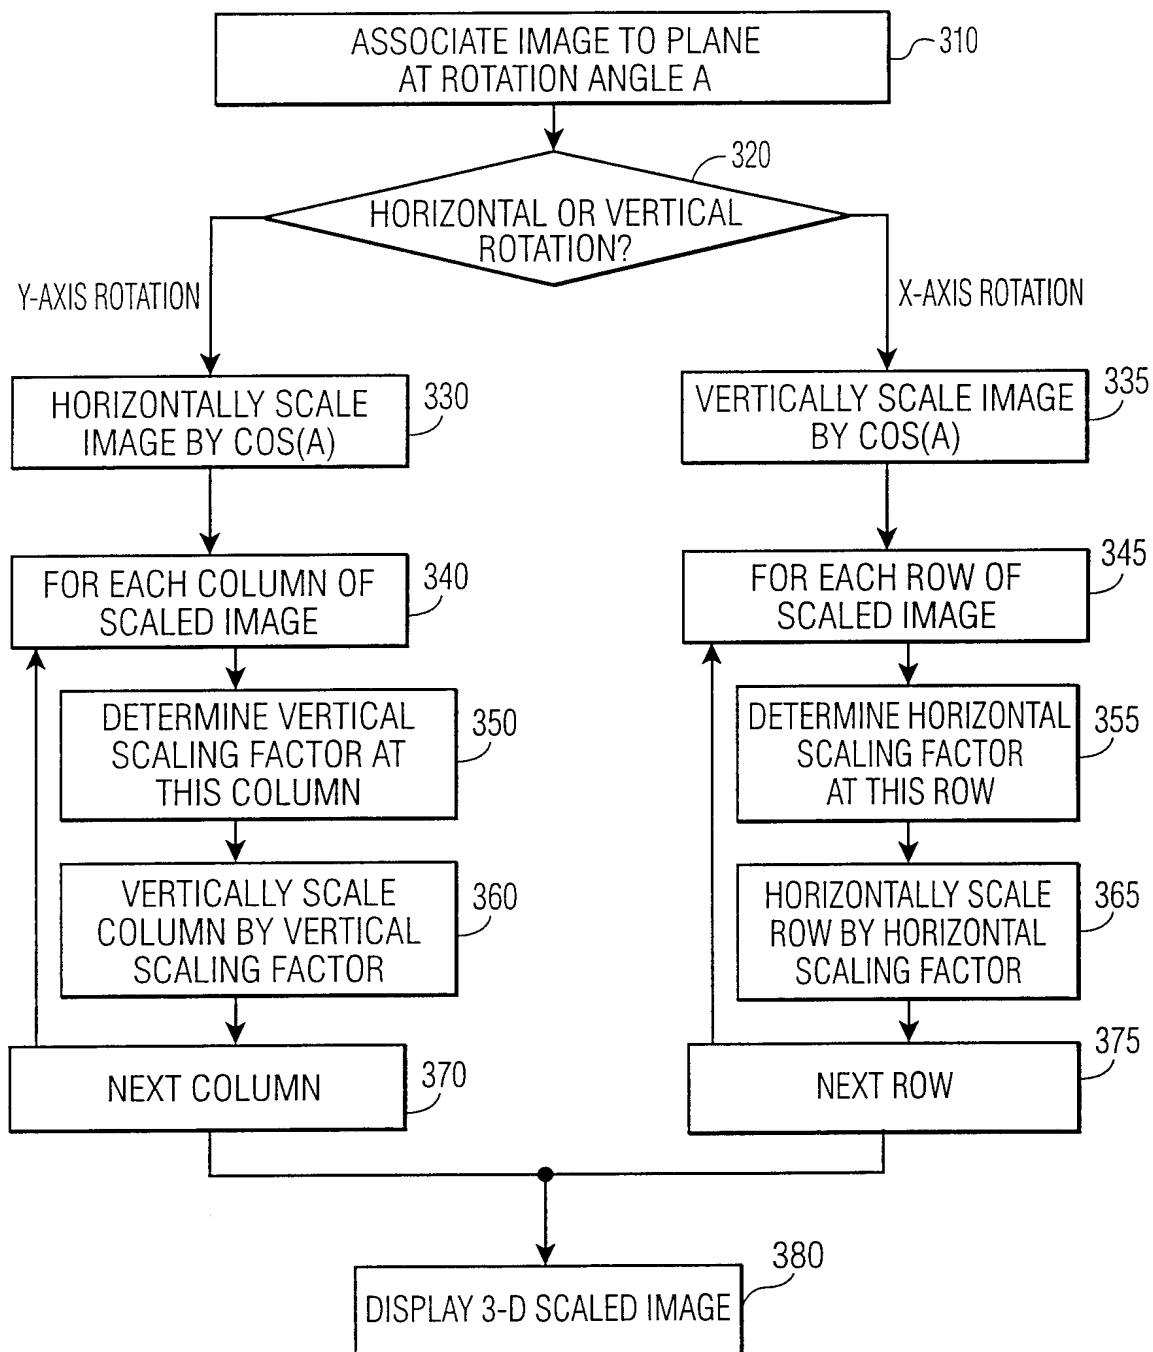 ASSOCIATE IMAGE TO PLANE
AT ROTATION ANGLE A
310
320
HORIZONTAL OR VERTICAL
ROTATION?
Y-AXIS ROTATION
X-AXIS ROTATION
HORIZONTALLY SCALE
IMAGE BY COS(A)
330
VERTICALLY SCALE IMAGE
BY COS(A)
335
FOR EACH COLUMN OF
SCALED IMAGE
340
FOR EACH ROW OF
SCALED IMAGE
345
DETERMINE VERTICAL
SCALING FACTOR AT
THIS COLUMN
350
DETERMINE HORIZONTAL
SCALING FACTOR
AT THIS ROW
355
VERTICALLY SCALE
COLUMN BY VERTICAL
SCALING FACTOR
360
HORIZONTALLY SCALE
ROW BY HORIZONTAL
SCALING FACTOR
365
NEXT COLUMN
370
NEXT ROW
375
DISPLAY 3-D SCALED IMAGE
380